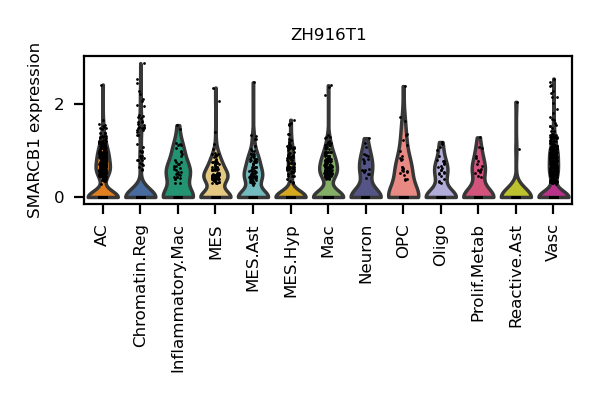 ZH916T1
SMARCB1 expression
2
0
AC
Chromatin.Reg
Inflammatory.Mac
MES
MES.Ast
MES.Hyp
Mac
Neuron
OPC
Oligo
Prolif.Metab
Reactive.Ast
Vasc